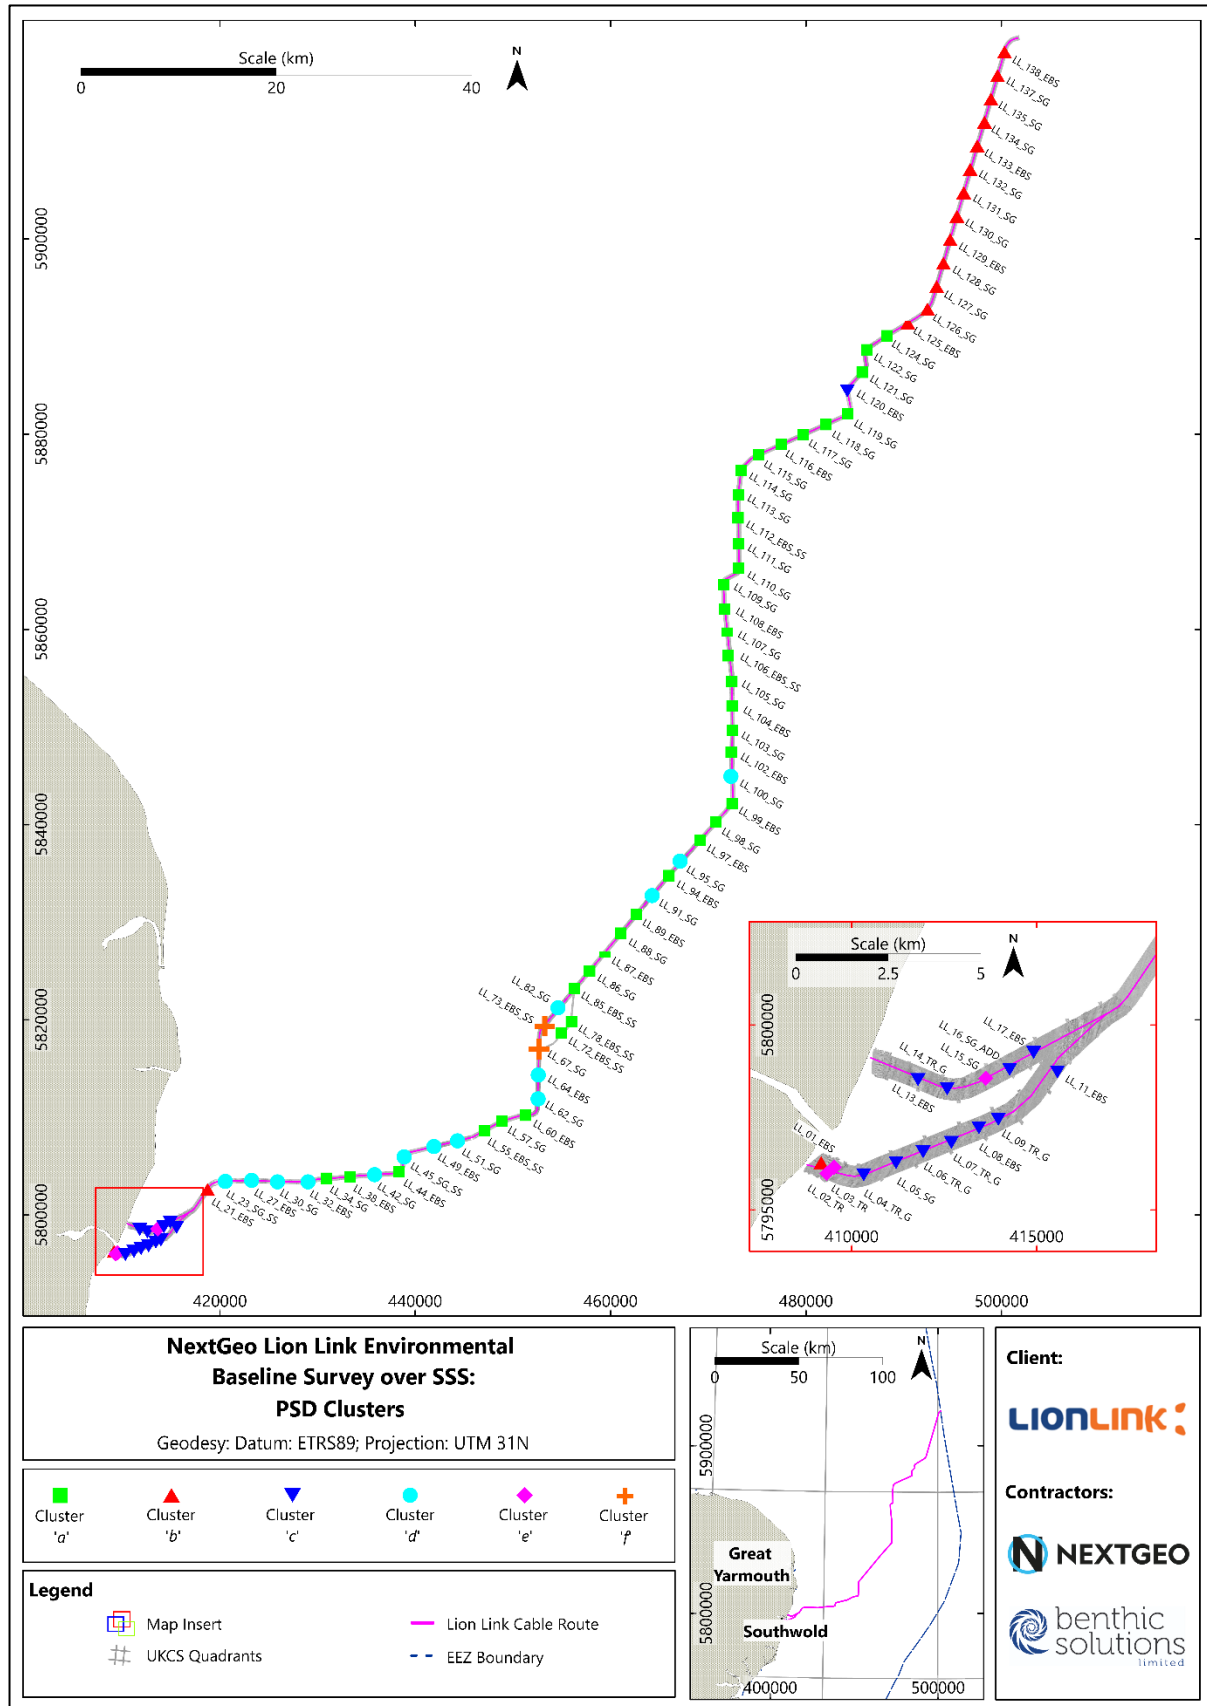 Scale (km)
0
20
40
N
5900000
5880000
5860000
5840000
5820000
5800000
420000
440000
460000
480000
500000
LL_138_EBS
LL_137_SG
LL_135_SG
LL_134_SG
LL_133_EBS
LL_132_SG
LL_131_SG
LL_130_SG
LL_129_EBS
LL_128_SG
LL_127_SG
LL_126_SG
LL_125_EBS
LL_124_SG
LL_122_SG
LL_121_SG
LL_120_EBS
LL_119_SG
LL_118_SG
LL_117_SG
LL_116_EBS
LL_115_SG
LL_114_SG
LL_113_SG
LL_112_EBS_SS
LL_111_SG
LL_110_SG
LL_109_SG
LL_108_EBS
LL_107_SG
LL_106_EBS_SS
LL_105_SG
LL_104_EBS
LL_103_SG
LL_102_EBS
LL_100_SG
LL_99_EBS
LL_98_SG
LL_97_EBS
LL_95_SG
LL_94_EBS
LL_91_SG
LL_89_EBS
LL_88_SG
LL_87_EBS
LL_86_SG
LL_85_EBS_SS
LL_82_SG
LL_73_EBS_SS
LL_78_EBS_SS
LL_72_EBS_SS
LL_67_SG
LL_64_EBS
LL_62_SG
LL_60_EBS
LL_57_SG
LL_55_EBS_SS
LL_51_SG
LL_49_EBS
LL_45_SG_SS
LL_44_EBS
LL_42_SG
LL_38_EBS
LL_34_SG
LL_32_EBS
LL_30_SG
LL_27_EBS
LL_23_SG_SS
LL_21_EBS
Scale (km)
0
2.5
5
N
5800000
5795000
410000
415000
LL_17_EBS
LL_16_SG_ADD
LL_15_SG
LL_14_TR_G
LL_13_EBS
LL_11_EBS
LL_01_EBS
LL_09_TR_G
LL_08_EBS
LL_07_TR_G
LL_06_TR_G
LL_05_SG
LL_04_TR_G
LL_03_TR
LL_02_TR
NextGeo Lion Link Environmental
Baseline Survey over SSS:
PSD Clusters
Geodesy: Datum: ETRS89; Projection: UTM 31N
Cluster 'a'
Cluster 'b'
Cluster 'c'
Cluster 'd'
Cluster 'e'
Cluster 'f'
Legend
Map Insert
Lion Link Cable Route
UKCS Quadrants
EEZ Boundary
Scale (km)
0
50
100
N
5900000
5800000
400000
500000
Great
Yarmouth
Southwold
Client:
LIONLINK
Contractors:
N NEXTGEO
benthic
solutions
limited